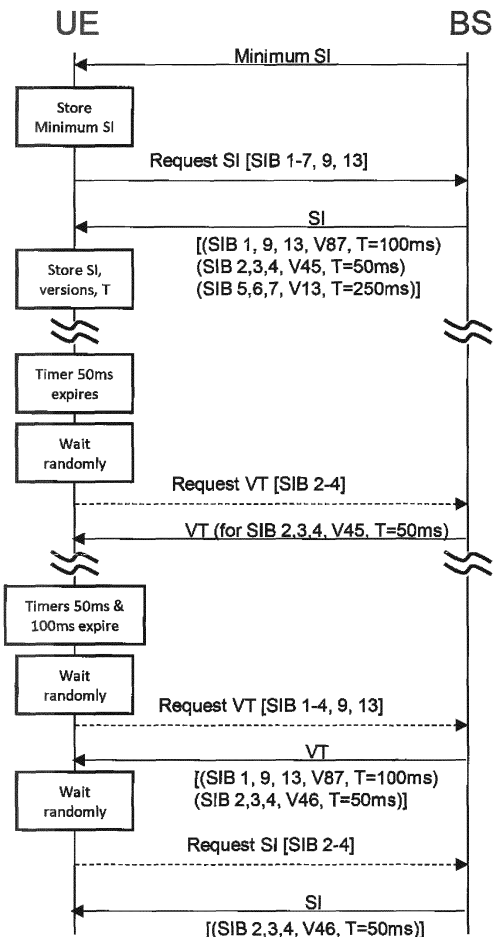 UE BS
Minimum SI
Store
Minimum SI
Request SI [SIB 1-7, 9, 13]
SI
[(SIB 1, 9, 13, V87, T=100ms)
(SIB 2,3,4, V45, T=50ms)
(SIB 5,6,7, V13, T=250ms)]
Store SI,
versions, T
Timer 50ms
expires
Wait
randomly
Request VT [SIB 2-4]
VT (for SIB 2,3,4, V45, T=50ms)
Timers 50ms &
100ms expire
Wait
randomly
Request VT [SIB 1-4, 9, 13]
VT
[(SIB 1, 9, 13, V87, T=100ms)
(SIB 2,3,4, V46, T=50ms)]
Wait
randomly
Request SI [SIB 2-4]
SI
[(SIB 2,3,4, V46, T=50ms)]